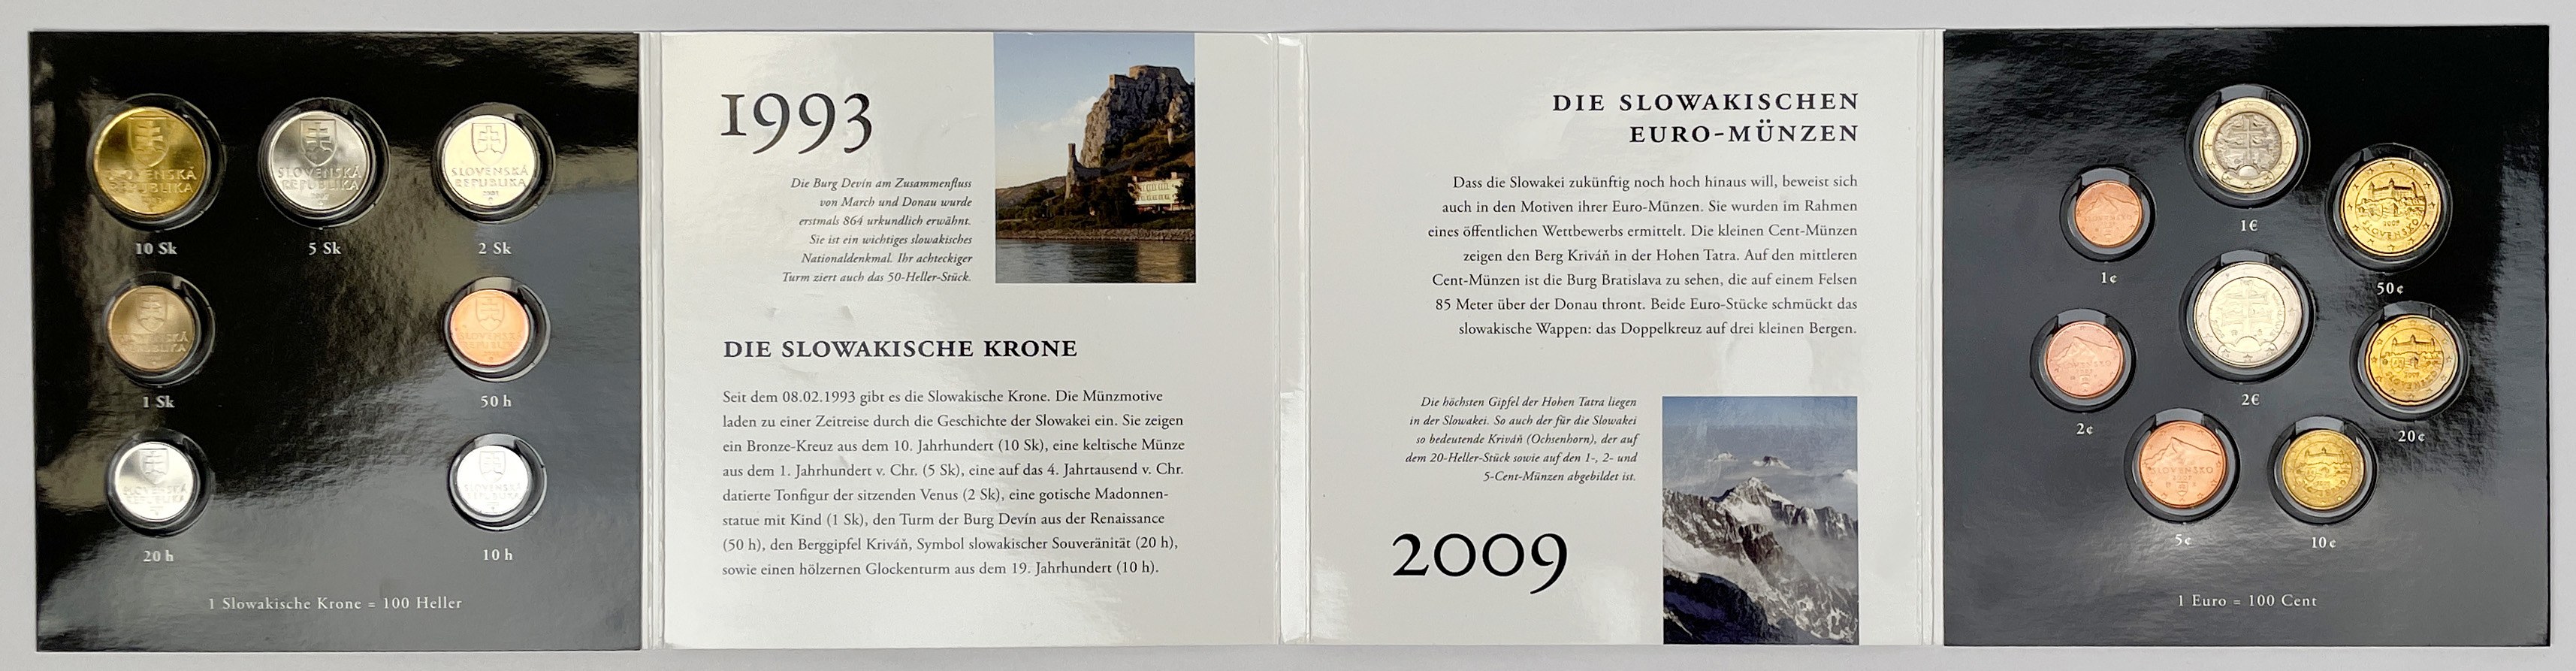 SLOVENSKÁ
REPUBLIKA
SLOVENSKÁ
REPUBLIKA
SLOVENSKÁ
REPUBLIKA
10 Sk
5 Sk
2 Sk
SLOVENSKÁ
REPUBLIKA
1 Sk
50 h
20 h
10 h
1 Slowakische Krone = 100 Heller
1993
Die Burg Devín am Zusammenfluss
von March und Donau wurde
erstmals 864 urkundlich erwähnt.
Sie ist ein wichtiges slowakisches
Nationaldenkmal. Ihr achteckiger
Turm ziert auch das 50-Heller-Stück.
DIE SLOWAKISCHE KRONE
Seit dem 08.02.1993 gibt es die Slowakische Krone. Die Münzmotive
laden zu einer Zeitreise durch die Geschichte der Slowakei ein. Sie zeigen
ein Bronze-Kreuz aus dem 10. Jahrhundert (10 Sk), eine keltische Münze
aus dem 1. Jahrhundert v. Chr. (5 Sk), eine auf das 4. Jahrtausend v. Chr.
datierte Tonfigur der sitzenden Venus (2 Sk), eine gotische Madonnen-
statue mit Kind (1 Sk), den Turm der Burg Devín aus der Renaissance
(50 h), den Berggipfel Kriváň, Symbol slowakischer Souveränität (20 h),
sowie einen hölzernen Glockenturm aus dem 19. Jahrhundert (10 h).
DIE SLOWAKISCHEN
EURO-MÜNZEN
Dass die Slowakei zukünftig noch hoch hinaus will, beweist sich
auch in den Motiven ihrer Euro-Münzen. Sie wurden im Rahmen
eines öffentlichen Wettbewerbs ermittelt. Die kleinen Cent-Münzen
zeigen den Berg Kriváň in der Hohen Tatra. Auf den mittleren
Cent-Münzen ist die Burg Bratislava zu sehen, die auf einem Felsen
85 Meter über der Donau thront. Beide Euro-Stücke schmückt das
slowakische Wappen: das Doppelkreuz auf drei kleinen Bergen.
Die höchsten Gipfel der Hohen Tatra liegen
in der Slowakei. So auch der für die Slowakei
so bedeutende Kriváň (Ochsenhorn), der auf
dem 20-Heller-Stück sowie auf den 1-, 2- und
5-Cent-Münzen abgebildet ist.
2009
1€
1¢
2009
SLOVENSKO
50¢
2€
SLOVENSKO
2¢
20¢
SLOVENSKO
5¢
10¢
1 Euro = 100 Cent